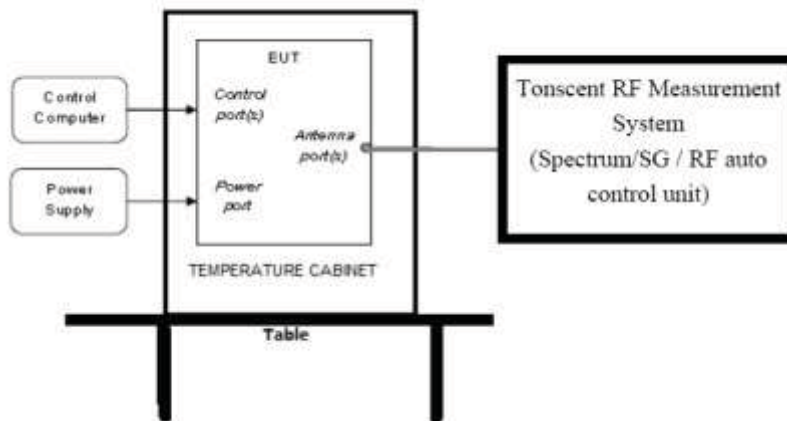 EUT
Control
Computer
Control
port(s)
Antenna
port(s)
Power
Supply
Power
port
TEMPERATURE CABINET
Table
Tonscent RF Measurement
System
(Spectrum/SG / RF auto
control unit)